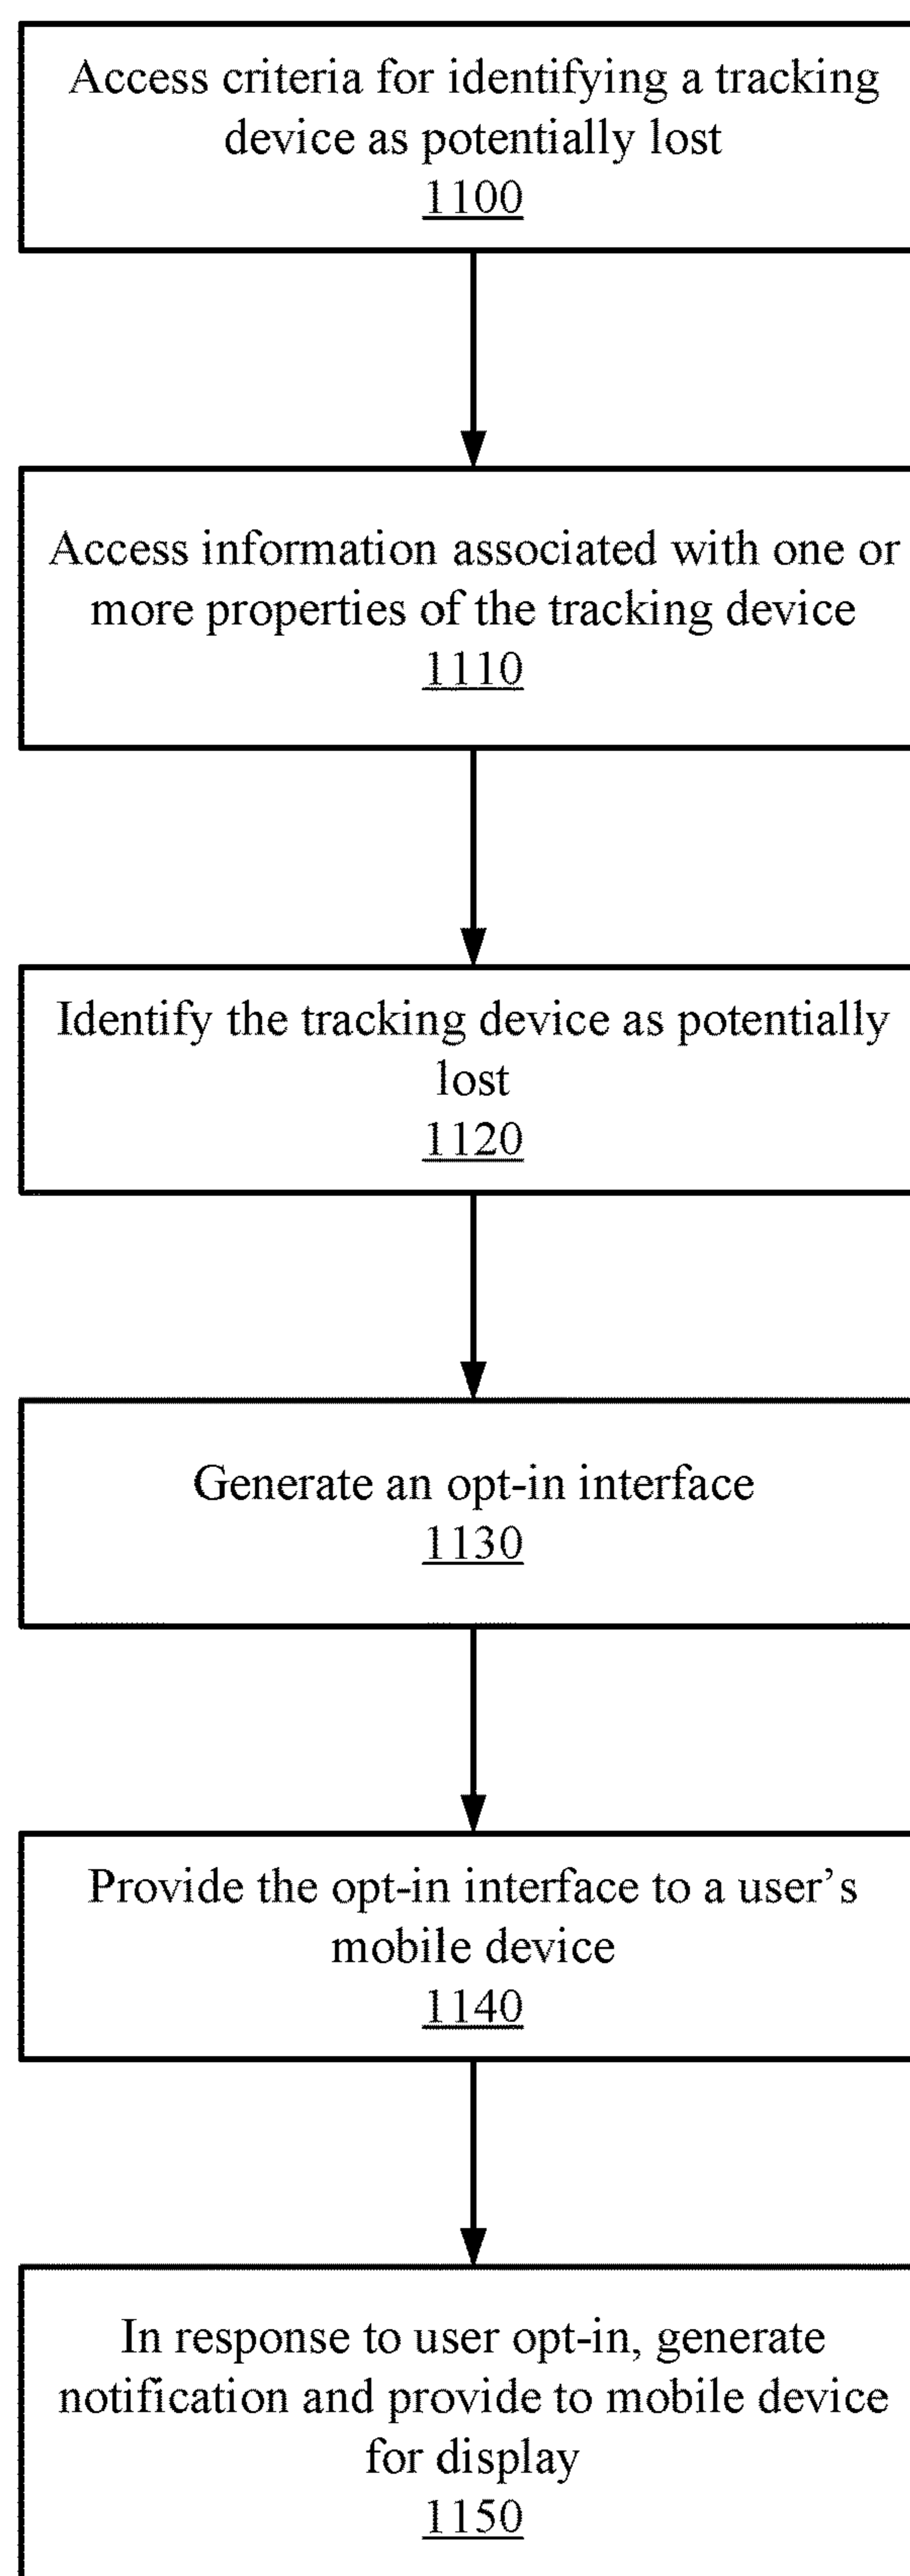 Access criteria for identifying a tracking
device as potentially lost
1100
Access information associated with one or
more properties of the tracking device
1110
Identify the tracking device as potentially
lost
1120
Generate an opt-in interface
1130
Provide the opt-in interface to a user’s
mobile device
1140
In response to user opt-in, generate
notification and provide to mobile device
for display
1150